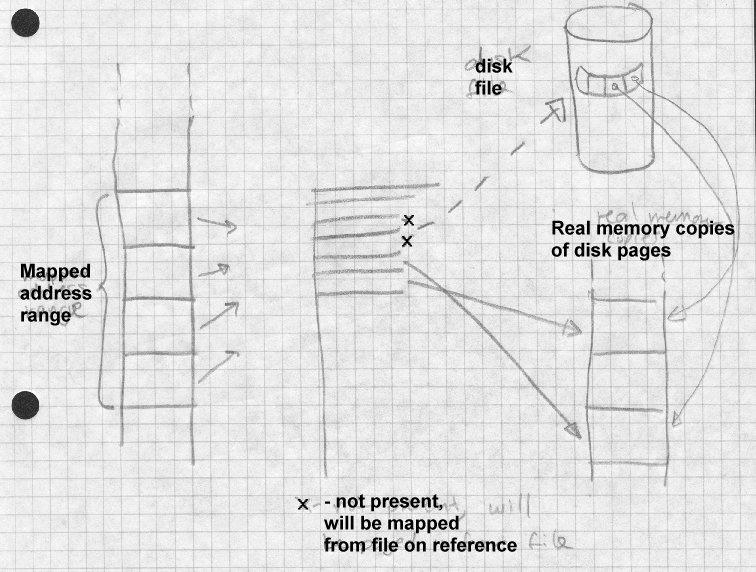 disk
file
Real memory copies
of disk pages
Mapped
address
range
x
x
x - not present,
will be mapped
from file on reference